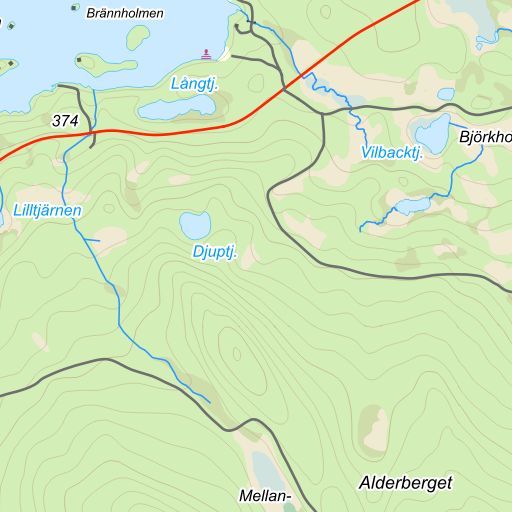 Brännholmen
Långtj.
374
Björkho
Vilbacktj.
Lilltjärnen
Djuptj.
Alderberget
Mellan-